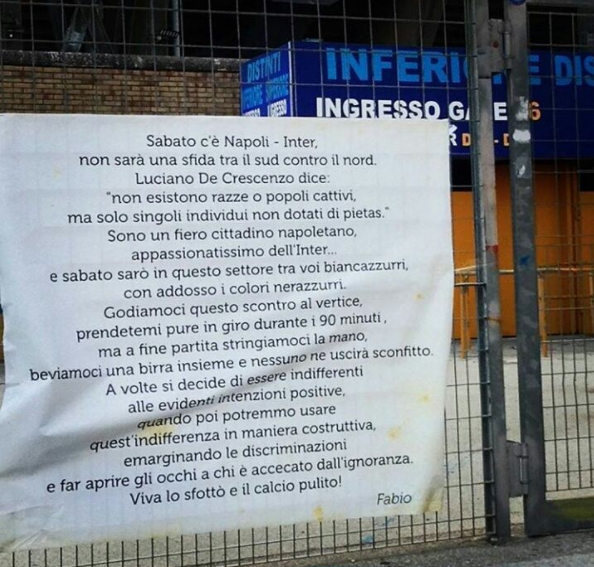 DISTINTI
INFERIORE SUPERIORE
INGRESSO
INFERIORE DIS
INGRESSO GATE 6
Sabato c'è Napoli - Inter,
non sarà una sfida tra il sud contro il nord.
Luciano De Crescenzo dice:
"non esistono razze o popoli cattivi,
ma solo singoli individui non dotati di pietas."
Sono un fiero cittadino napoletano,
appassionatissimo dell'Inter...
e sabato sarò in questo settore tra voi biancazzurri,
con addosso i colori nerazzurri.
Godiamoci questo scontro al vertice,
prendetemi pure in giro durante i 90 minuti,
ma a fine partita stringiamoci la mano,
beviamoci una birra insieme e nessuno ne uscirà sconfitto.
A volte si decide di essere indifferenti
alle evidenti intenzioni positive,
quando poi potremmo usare
quest'indifferenza in maniera costruttiva,
emarginando le discriminazioni
e far aprire gli occhi a chi è accecato dall'ignoranza.
Viva lo sfottò e il calcio pulito!
Fabio